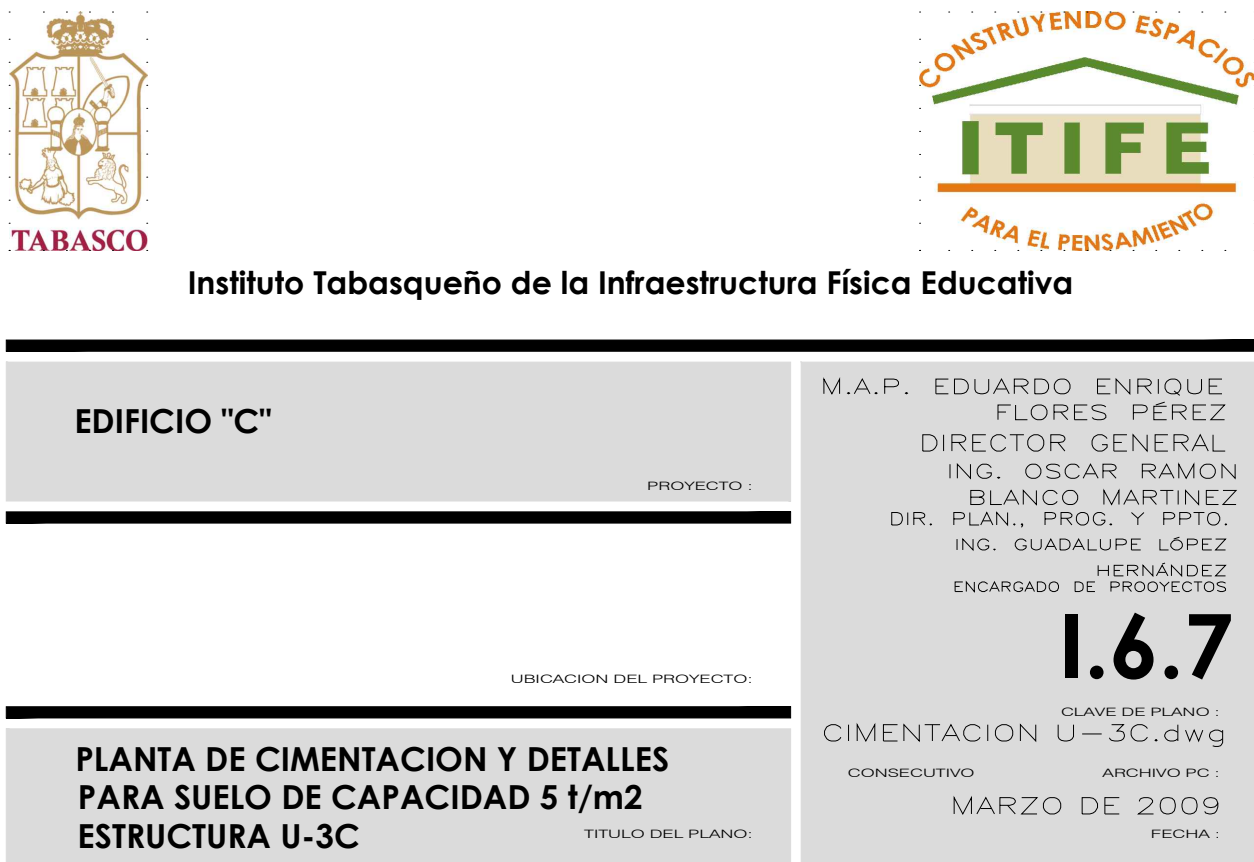 TABASCO
CONSTRUYENDO ESPACIOS
ITIFE
PARA EL PENSAMIENTO
Instituto Tabasqueño de la Infraestructura Física Educativa
EDIFICIO "C"
PROYECTO :
UBICACION DEL PROYECTO:
PLANTA DE CIMENTACION Y DETALLES
PARA SUELO DE CAPACIDAD 5 t/m2
ESTRUCTURA U-3C
TITULO DEL PLANO:
M.A.P. EDUARDO ENRIQUE
FLORES PÉREZ
DIRECTOR GENERAL
ING. OSCAR RAMON
BLANCO MARTINEZ
DIR. PLAN., PROG. Y PPTO.
ING. GUADALUPE LÓPEZ
HERNÁNDEZ
ENCARGADO DE PROOYECTOS
I.6.7
CLAVE DE PLANO :
CIMENTACION U-3C.dwg
CONSECUTIVO ARCHIVO PC :
MARZO DE 2009
FECHA :